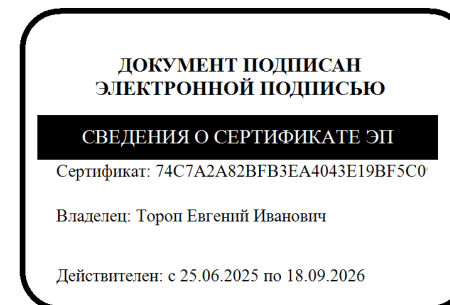 ДОКУМЕНТ ПОДПИСАН
ЭЛЕКТРОННОЙ ПОДПИСЬЮ
СВЕДЕНИЯ О СЕРТИФИКАТЕ ЭП
Сертификат: 74C7A2A82BFB3EA4043E19BF5C0
Владелец: Тороп Евгений Иванович
Действителен: с 25.06.2025 по 18.09.2026